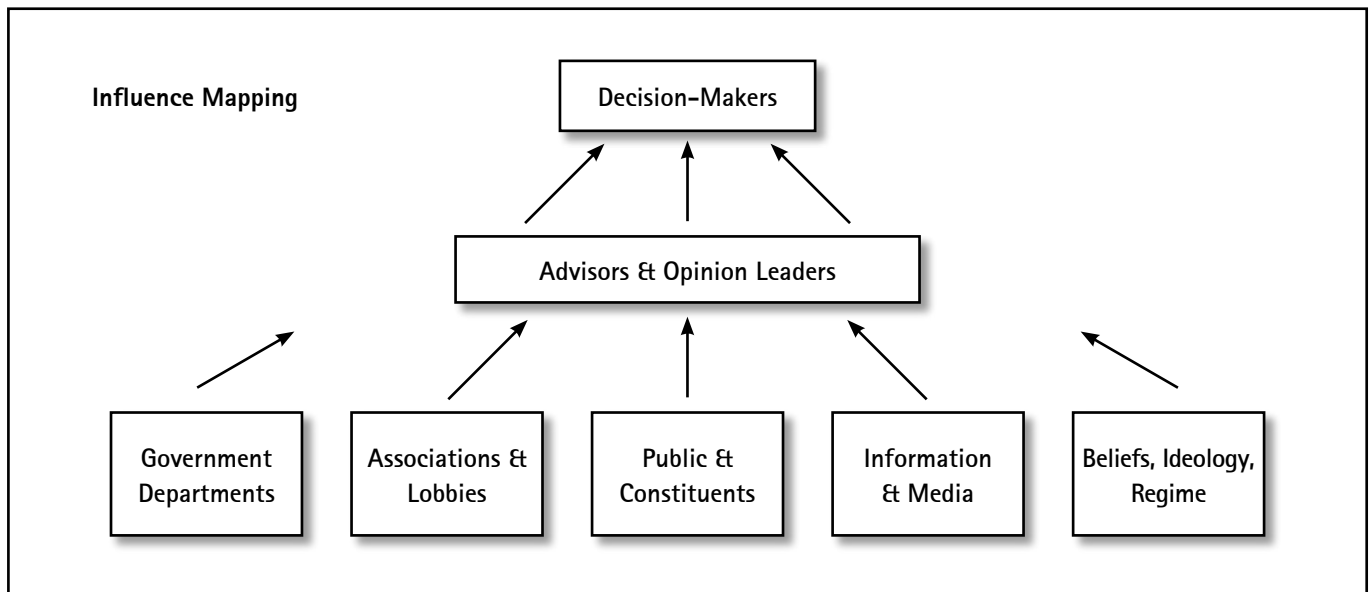 Influence Mapping
Decision-Makers
Advisors & Opinion Leaders
Government
Departments
Associations &
Lobbies
Public &
Constituents
Information
& Media
Beliefs, Ideology,
Regime